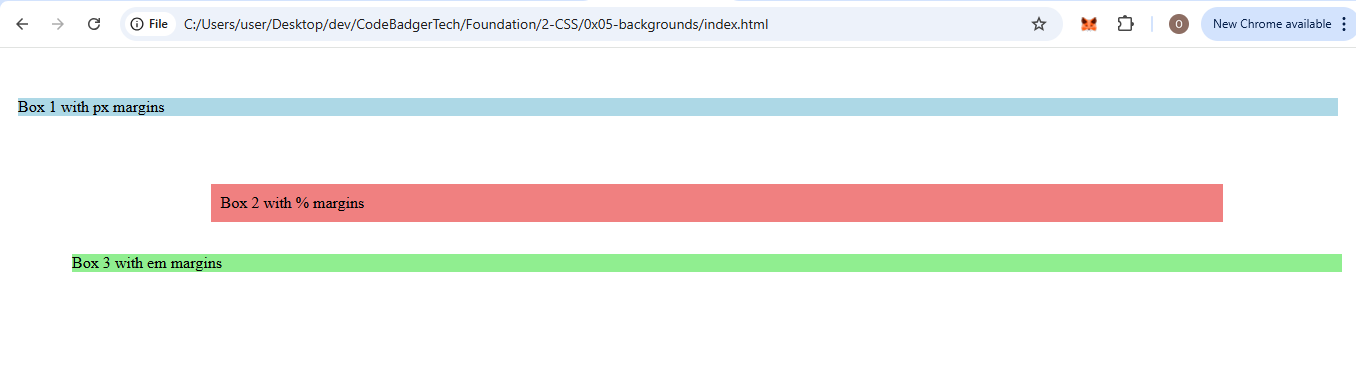 File C:/Users/user/Desktop/dev/CodeBadgerTech/Foundation/2-CSS/0x05-backgrounds/index.html O New Chrome available
Box 1 with px margins
Box 2 with % margins
Box 3 with em margins